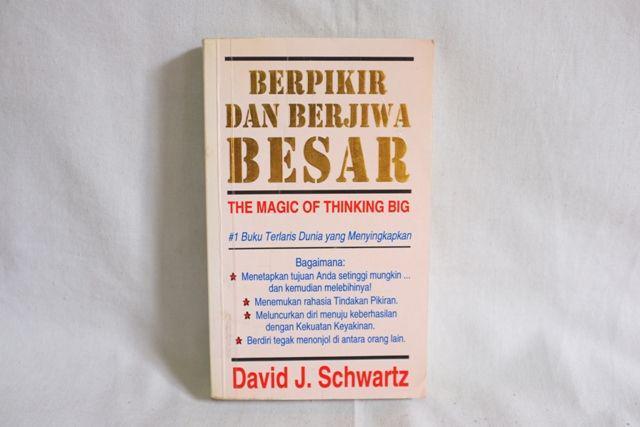 BERPIKIR
DAN BERJIWA
BESAR
THE MAGIC OF THINKING BIG
#1 Buku Terlaris Dunia yang Menyingkapkan
Bagaimana:
Menetapkan tujuan Anda setinggi mungkin ...
dan kemudian melebihinya!
Menemukan rahasia Tindakan Pikiran.
Meluncurkan diri menuju keberhasilan
dengan Kekuatan Keyakinan.
Berdiri tegak menonjol di antara orang lain.
David J. Schwartz